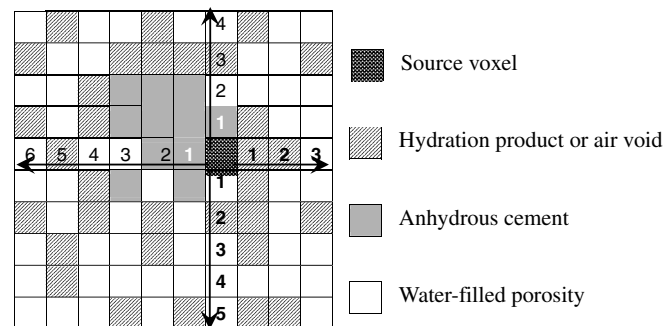 4
3
2
1
6 5 4 3 2 1 1 2 3
1
2
3
4
5
Source voxel
Hydration product or air void
Anhydrous cement
Water-filled porosity